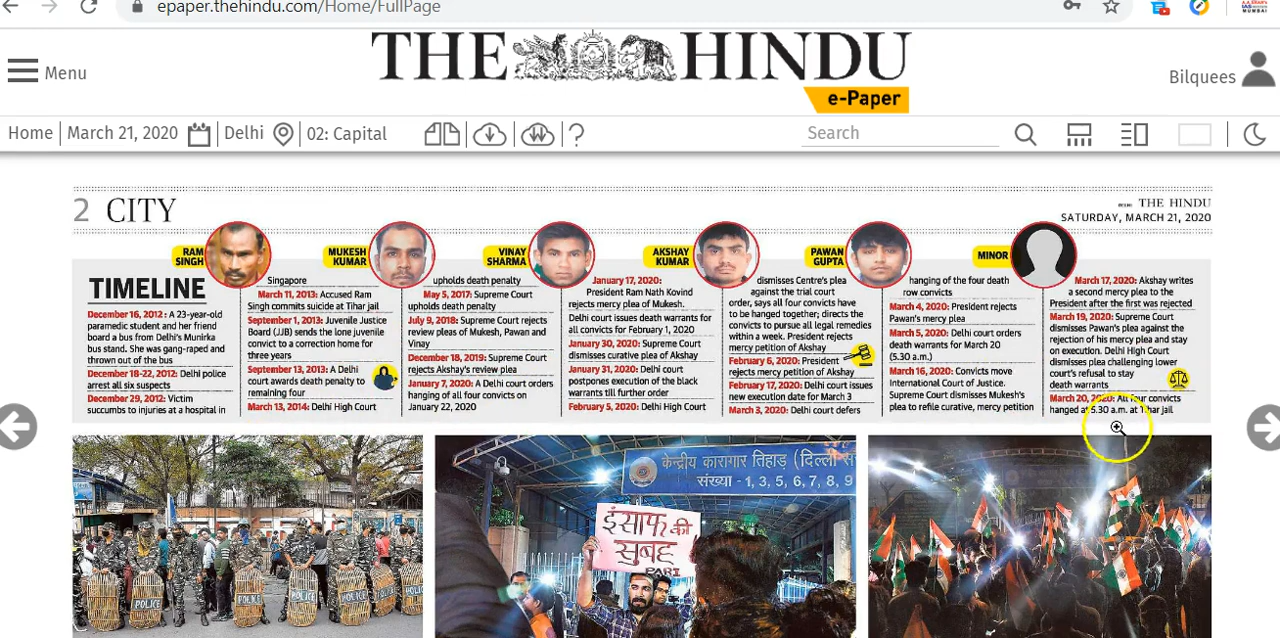 epaper.thehindu.com/Home/FullPage
Menu
THE HINDU
e-Paper
Bilquees
Home
March 21, 2020
Delhi
02: Capital
?
Search
2 CITY
THE HINDU
SATURDAY, MARCH 21, 2020
RAM
SINGH
MUKESH
KUMAR
VINAY
SHARMA
AKSHAY
KUMAR
PAWAN
GUPTA
MINOR
TIMELINE
December 16, 2012: A 23-year-old
paramedic student and her friend
board a bus from Delhi's Munirka
bus stand. She was gang-raped and
thrown out of the bus
December 18-22, 2012: Delhi police
arrest all six suspects
December 29, 2012: Victim
succumbs to injuries at a hospital in
Singapore
March 11, 2013: Accused Ram
Singh commits suicide at Tihar jail
September 1, 2013: Juvenile Justice
Board (JJB) sends the lone juvenile
convict to a correction home for
three years
September 13, 2013: A Delhi
court awards death penalty to
remaining four
March 13, 2014: Delhi High Court
upholds death penalty
May 5, 2017: Supreme Court
upholds death penalty
July 9, 2018: Supreme Court rejects
review pleas of Mukesh, Pawan and
Vinay
December 18, 2019: Supreme Court
rejects Akshay's review plea
January 7, 2020: A Delhi court orders
hanging of all four convicts on
January 22, 2020
January 17, 2020:
President Ram Nath Kovind
rejects mercy plea of Mukesh.
Delhi court issues death warrants for
all convicts for February 1, 2020
January 30, 2020: Supreme Court
dismisses curative plea of Akshay
January 31, 2020: Delhi court
postpones execution of the black
warrants till further order
February 5, 2020: Delhi High Court
dismisses Centre's plea
against the trial court
order, says all four convicts have
to be hanged together; directs the
convicts to pursue all legal remedies
within a week. President rejects
mercy petition of Akshay
February 6, 2020: President
rejects mercy petition of Akshay
February 17, 2020: Delhi court issues
new execution date for March 3
March 3, 2020: Delhi court defers
hanging of the four death
row convicts
March 4, 2020: President rejects
Pawan's mercy plea
March 5, 2020: Delhi court orders
death warrants for March 20
(5.30 a.m.)
March 16, 2020: Convicts move
International Court of Justice.
Supreme Court dismisses Mukesh's
plea to refile curative, mercy petition
March 17, 2020: Akshay writes
a second mercy plea to the
President after the first was rejected
March 19, 2020: Supreme Court
dismisses Pawan's plea against the
rejection of his mercy plea and stay
on execution. Delhi High Court
dismisses plea challenging lower
court's refusal to stay
death warrants
March 20, 2020: All four convicts
hanged at 5.30 a.m. at Tihar jail
POLICE
POLICE
POLICE
POLICE
POLICE
केन्द्रीय कारागार तिहाड़ (दिल्ली
संख्या - 1, 3, 5, 6, 7, 8, 9
इंसाफ की
सुबह
PARI